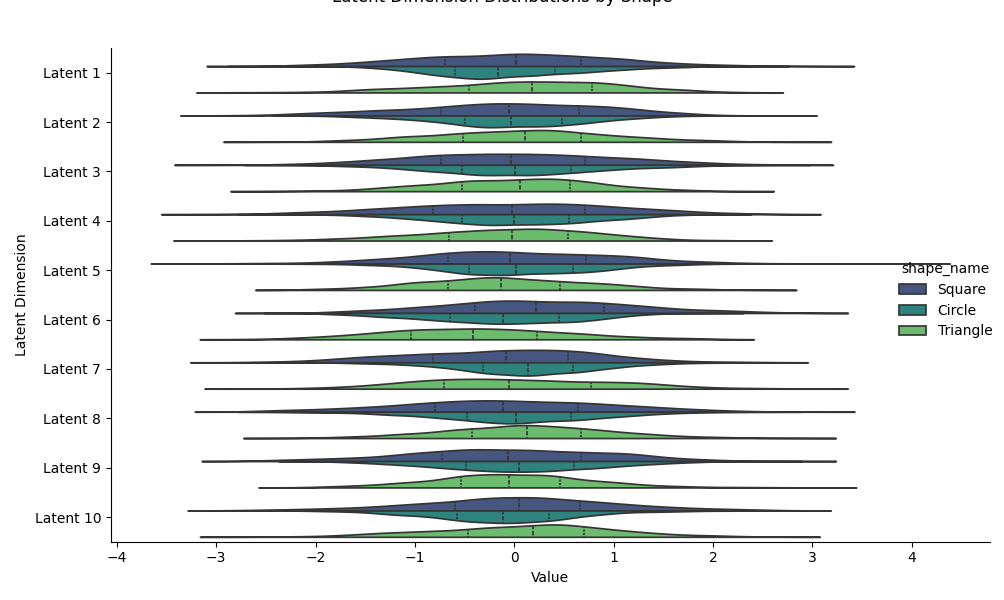 Latent Dimension Distributions by Shape
Latent 1
Latent 2
Latent 3
Latent 4
Latent 5
Latent 6
Latent 7
Latent 8
Latent 9
Latent 10
Latent Dimension
−4 −3 −2 −1 0 1 2 3 4
Value
shape_name
Square
Circle
Triangle